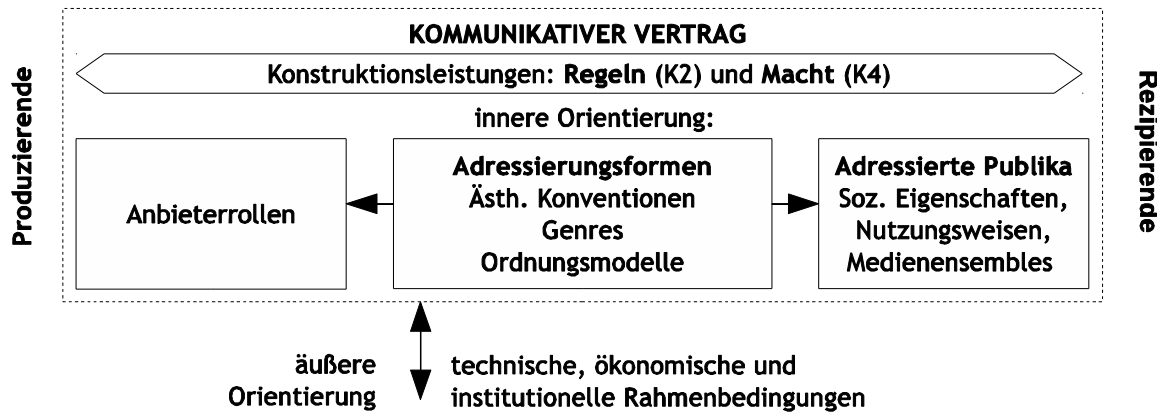 KOMMUNIKATIVER VERTRAG
Konstruktionsleistungen: Regeln (K2) und Macht (K4)
innere Orientierung:
Produzierende
Anbieterrollen
Adressierungsformen
Ästh. Konventionen
Genres
Ordnungsmodelle
Adressierte Publika
Soz. Eigenschaften,
Nutzungsweisen,
Medienensembles
Rezipierende
äußere
Orientierung
technische, ökonomische und
institutionelle Rahmenbedingungen